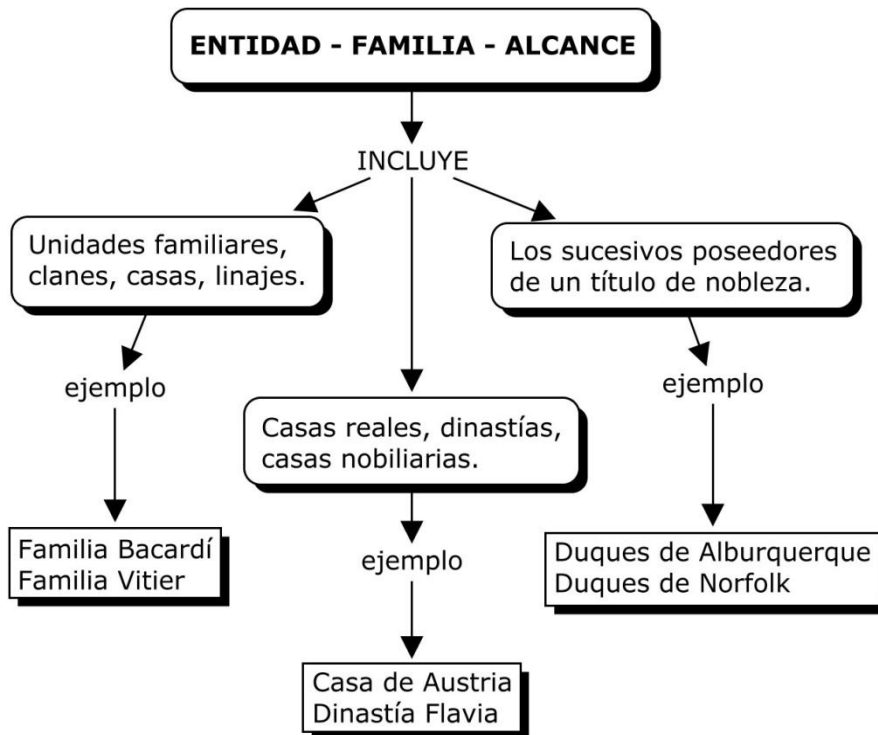 ENTIDAD - FAMILIA - ALCANCE
INCLUYE
Unidades familiares,
clanes, casas, linajes.
ejemplo
Familia Bacardí
Familia Vitier
Casas reales, dinastías,
casas nobiliarias.
ejemplo
Casa de Austria
Dinastía Flavia
Los sucesivos poseedores
de un título de nobleza.
ejemplo
Duques de Alburquerque
Duques de Norfolk